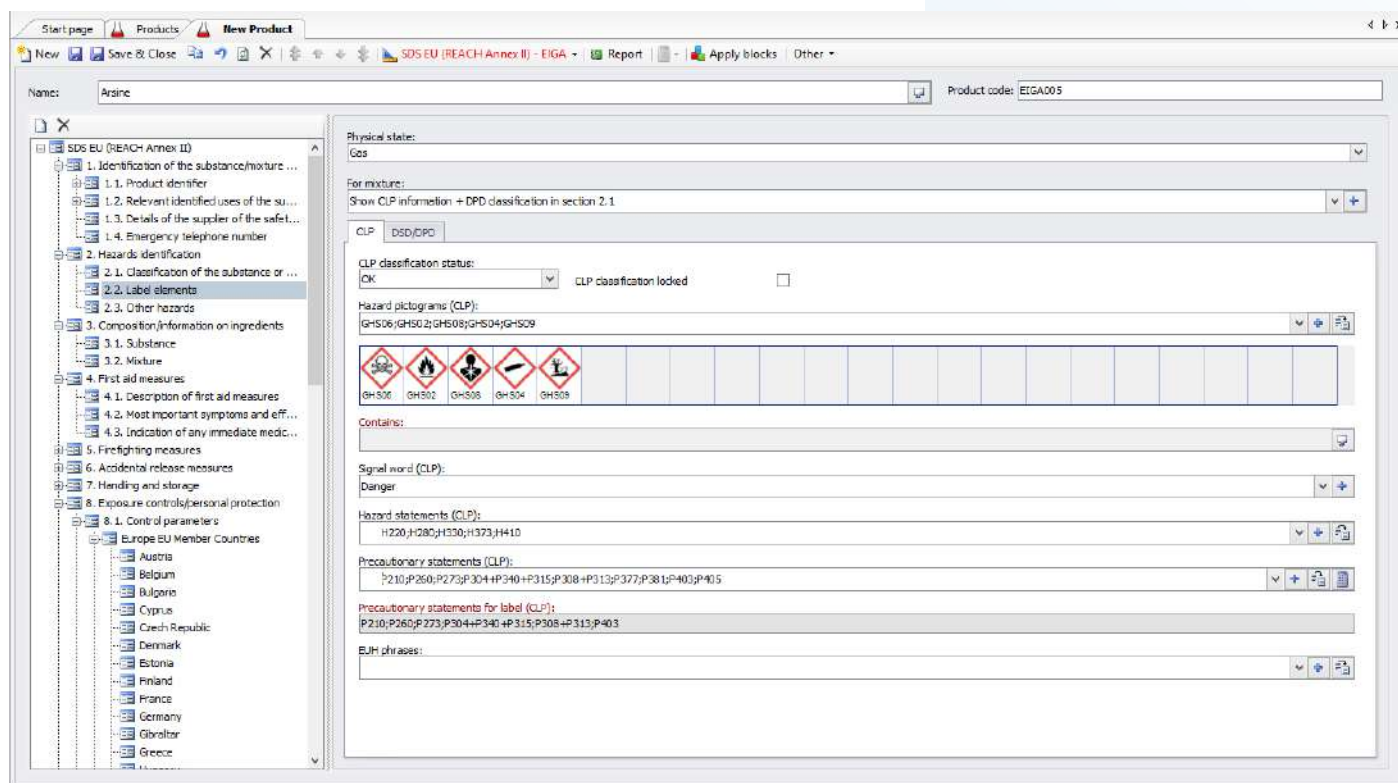 Start page Products New Product
New Save & Close SDS EU (REACH Annex II) - EIGA Report Apply blocks Other
Name: Arsine Product code: EIGA005
SDS EU (REACH Annex II)
1. Identification of the substance/mixture ...
1.1. Product identifier
1.2. Relevant identified uses of the su...
1.3. Details of the supplier of the safet...
1.4. Emergency telephone number
2. Hazards identification
2.1. Classification of the substance or ...
2.2. Label elements
2.3. Other hazards
3. Composition/information on ingredients
3.1. Substance
3.2. Mixture
4. First aid measures
4.1. Description of first aid measures
4.2. Most important symptoms and eff...
4.3. Indication of any immediate medic...
5. Firefighting measures
6. Accidental release measures
7. Handling and storage
8. Exposure controls/personal protection
8.1. Control parameters
Europe EU Member Countries
Austria
Belgium
Bulgaria
Cyprus
Czech Republic
Denmark
Estonia
Finland
France
Germany
Gibraltar
Greece
Physical state:
Gas
For mixture:
Show CLP information + DPD classification in section 2.1
CLP DSD/DPD
CLP classification status:
OK CLP classification locked
Hazard pictograms (CLP):
GHS06;GHS02;GHS08;GHS04;GHS09
GHS06 GHS02 GHS08 GHS04 GHS09
Contains:
Signal word (CLP):
Danger
Hazard statements (CLP):
H220;H280;H330;H373;H410
Precautionary statements (CLP):
P210;P260;P273;P304+P340+P315;P308+P313;P377;P381;P403;P405
Precautionary statements for label (CLP):
P210;P260;P273;P304+P340+P315;P308+P313;P403
EUH phrases: